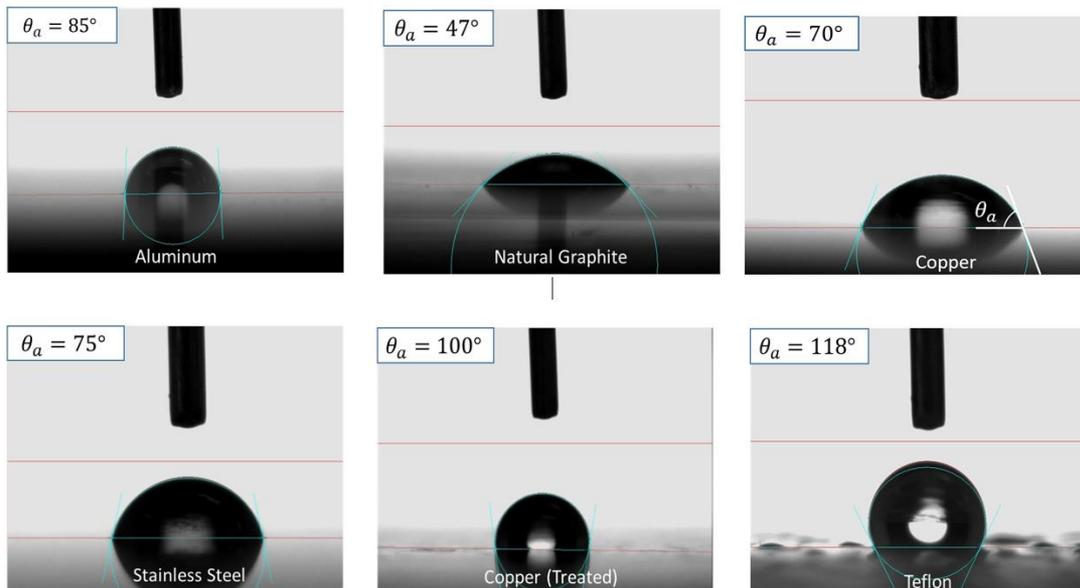 θₐ = 85°
θₐ = 47°
θₐ = 70°
θₐ
Aluminum
Natural Graphite
Copper
θₐ = 75°
θₐ = 100°
θₐ = 118°
Stainless Steel
Copper (Treated)
Teflon